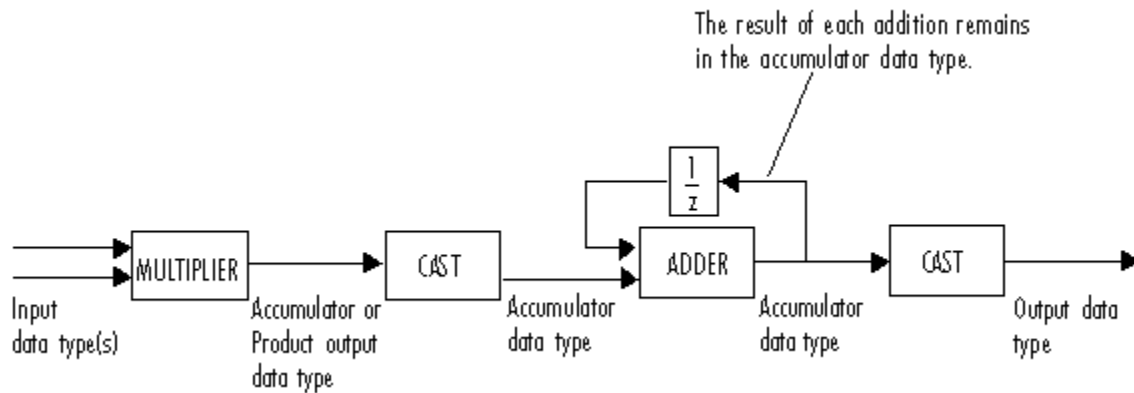 The result of each addition remains
in the accumulator data type.
1
z
MULTIPLIER
CAST
ADDER
CAST
Input
data type(s)
Accumulator or
Product output
data type
Accumulator
data type
Accumulator
data type
Output data
type